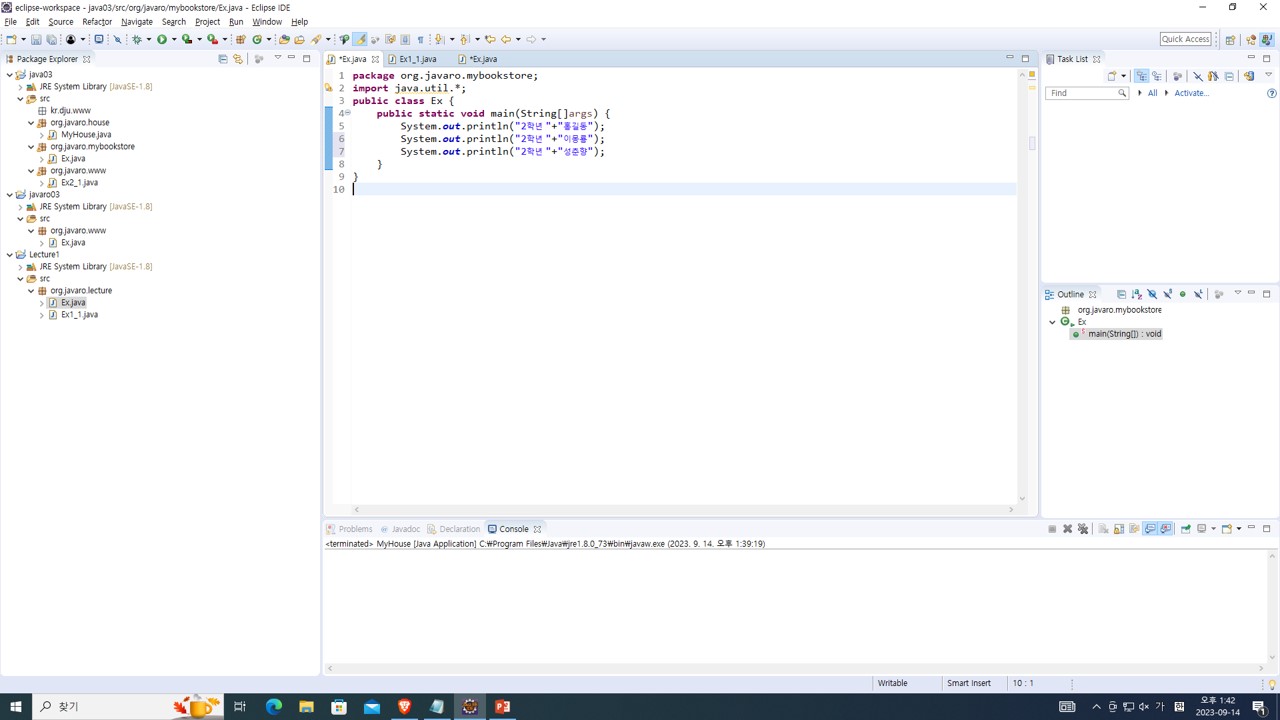 eclipse-workspace - java03/src/org/javaro/mybookstore/Ex.java - Eclipse IDE
File Edit Source Refactor Navigate Search Project Run Window Help
Quick Access
Package Explorer
java03
JRE System Library [JavaSE-1.8]
src
kr.dju.www
org.javaro.house
MyHouse.java
org.javaro.mybookstore
Ex.java
org.javaro.www
Ex2_1.java
javaro03
JRE System Library [JavaSE-1.8]
src
org.javaro.www
Ex.java
Lecture1
JRE System Library [JavaSE-1.8]
src
org.javaro.lecture
Ex.java
Ex1_1.java
*Ex.java Ex1_1.java *Ex.java
1 package org.javaro.mybookstore;
2 import java.util.*;
3 public class Ex {
4 public static void main(String[]args) {
5 System.out.println("2학년 "+"홍길동");
6 System.out.println("2학년 "+"이몽룡");
7 System.out.println("2학년 "+"성춘향");
8 }
9 }
10
Task List
Find All Activate...
Outline
org.javaro.mybookstore
Ex
main(String[]) : void
Problems Javadoc Declaration Console
<terminated> MyHouse [Java Application] C:₩Program Files₩Java₩jre1.8.0_73₩bin₩javaw.exe (2023. 9. 14. 오후 1:39:19)
Writable Smart Insert 10 : 1
찾기
가
오후 1:42
2023-09-14